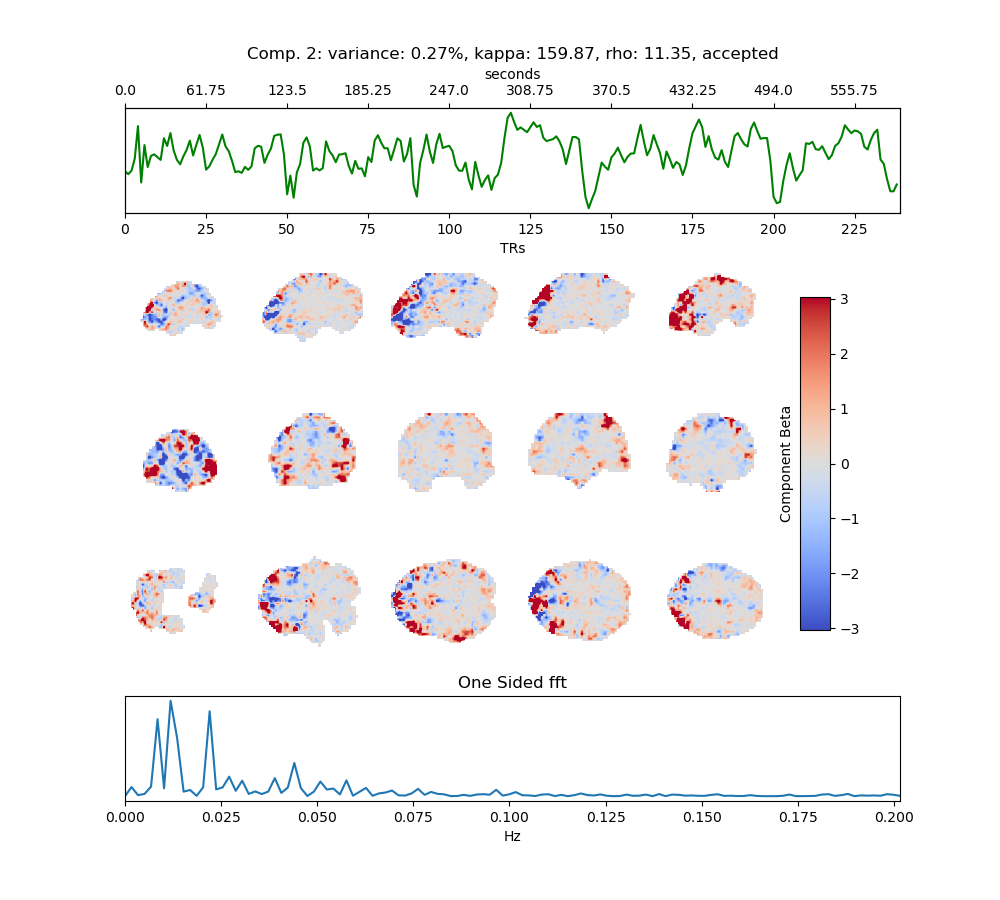 Comp. 2: variance: 0.27%, kappa: 159.87, rho: 11.35, accepted
seconds
0.0 61.75 123.5 185.25 247.0 308.75 370.5 432.25 494.0 555.75
0 25 50 75 100 125 150 175 200 225
TRs
3
2
1
0
−1
−2
−3
Component Beta
One Sided fft
0.000 0.025 0.050 0.075 0.100 0.125 0.150 0.175 0.200
Hz